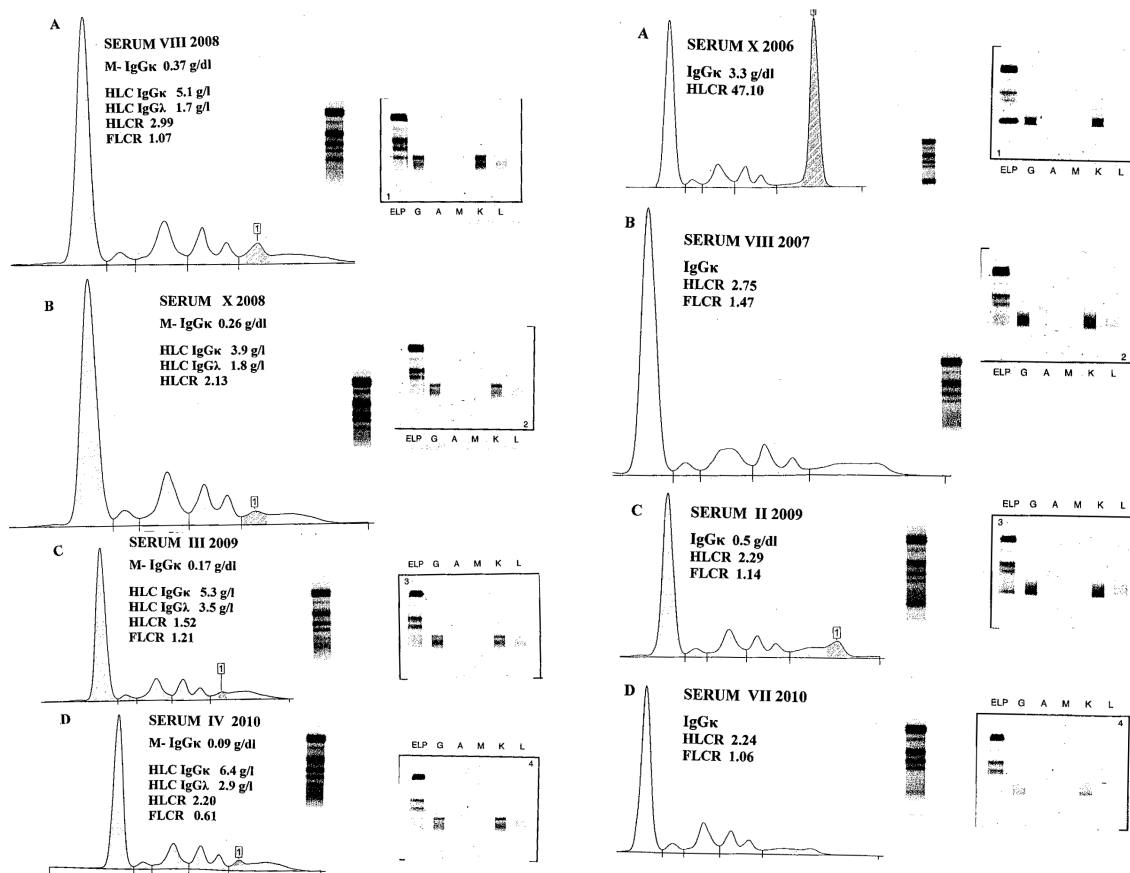 A
SERUM VIII 2008
M- IgGκ 0.37 g/dl
HLC IgGκ 5.1 g/l
HLC IgGλ 1.7 g/l
HLCR 2.99
FLCR 1.07
1
1
ELP G A M K L
B
SERUM X 2008
M- IgGκ 0.26 g/dl
HLC IgGκ 3.9 g/l
HLC IgGλ 1.8 g/l
HLCR 2.13
1
2
ELP G A M K L
C
SERUM III 2009
M- IgGκ 0.17 g/dl
HLC IgGκ 5.3 g/l
HLC IgGλ 3.5 g/l
HLCR 1.52
FLCR 1.21
1
ELP G A M K L
3
D
SERUM IV 2010
M- IgGκ 0.09 g/dl
HLC IgGκ 6.4 g/l
HLC IgGλ 2.9 g/l
HLCR 2.20
FLCR 0.61
1
ELP G A M K L
4
A
SERUM X 2006
IgGκ 3.3 g/dl
HLCR 47.10
1
ELP G A M K L
B
SERUM VIII 2007
IgGκ
HLCR 2.75
FLCR 1.47
2
ELP G A M K L
C
SERUM II 2009
IgGκ 0.5 g/dl
HLCR 2.29
FLCR 1.14
1
ELP G A M K L
3
D
SERUM VII 2010
IgGκ
HLCR 2.24
FLCR 1.06
ELP G A M K L
4